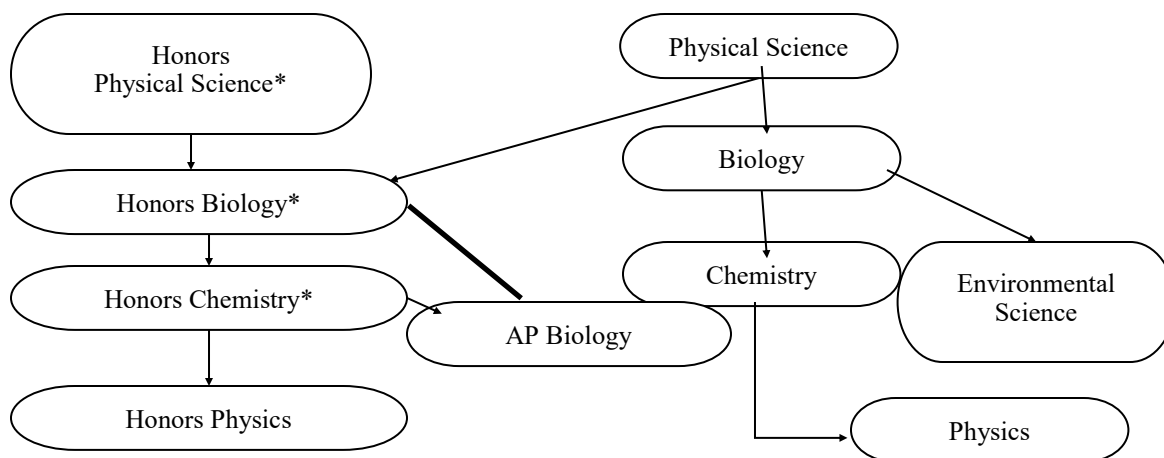 Honors
Physical Science*
Physical Science
Biology
Honors Biology*
Chemistry
Environmental
Science
Honors Chemistry*
AP Biology
Honors Physics
Physics